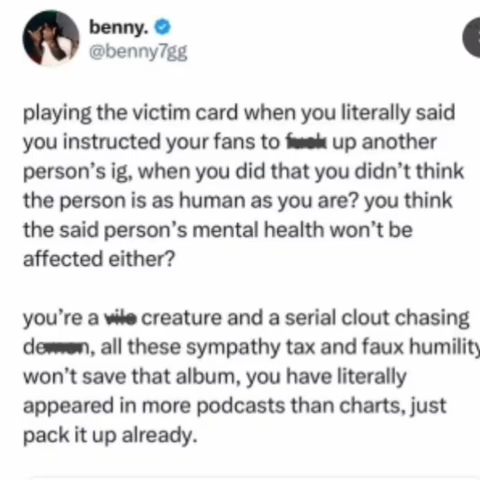 benny.
@benny7gg
playing the victim card when you literally said
you instructed your fans to fuck up another
person's ig, when you did that you didn't think
the person is as human as you are? you think
the said person's mental health won't be
affected either?
you're a vile creature and a serial clout chasing
demon, all these sympathy tax and faux humility
won't save that album, you have literally
appeared in more podcasts than charts, just
pack it up already.